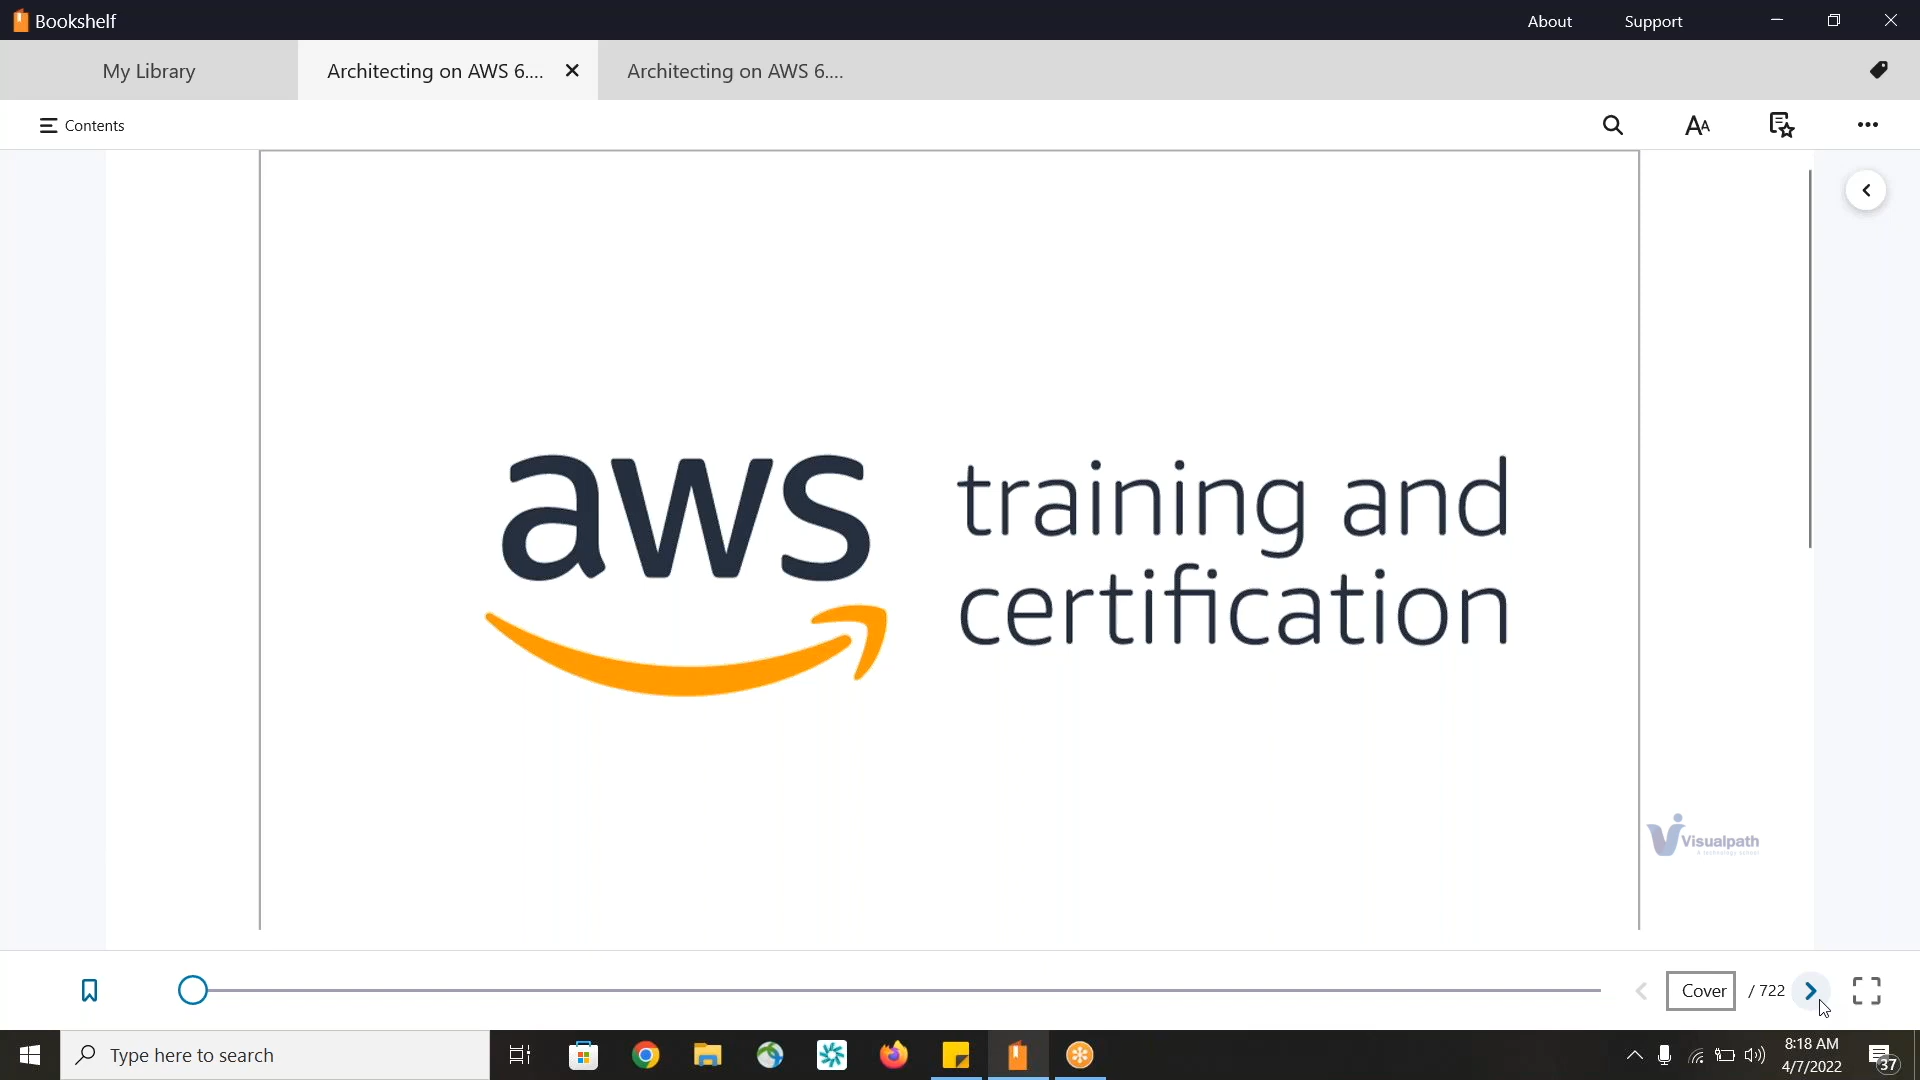 Bookshelf
About
Support
My Library
Architecting on AWS 6....
Architecting on AWS 6....
Contents
aws
training and
certification
Visualpath
Cover
/ 722
Type here to search
8:18 AM
4/7/2022
37